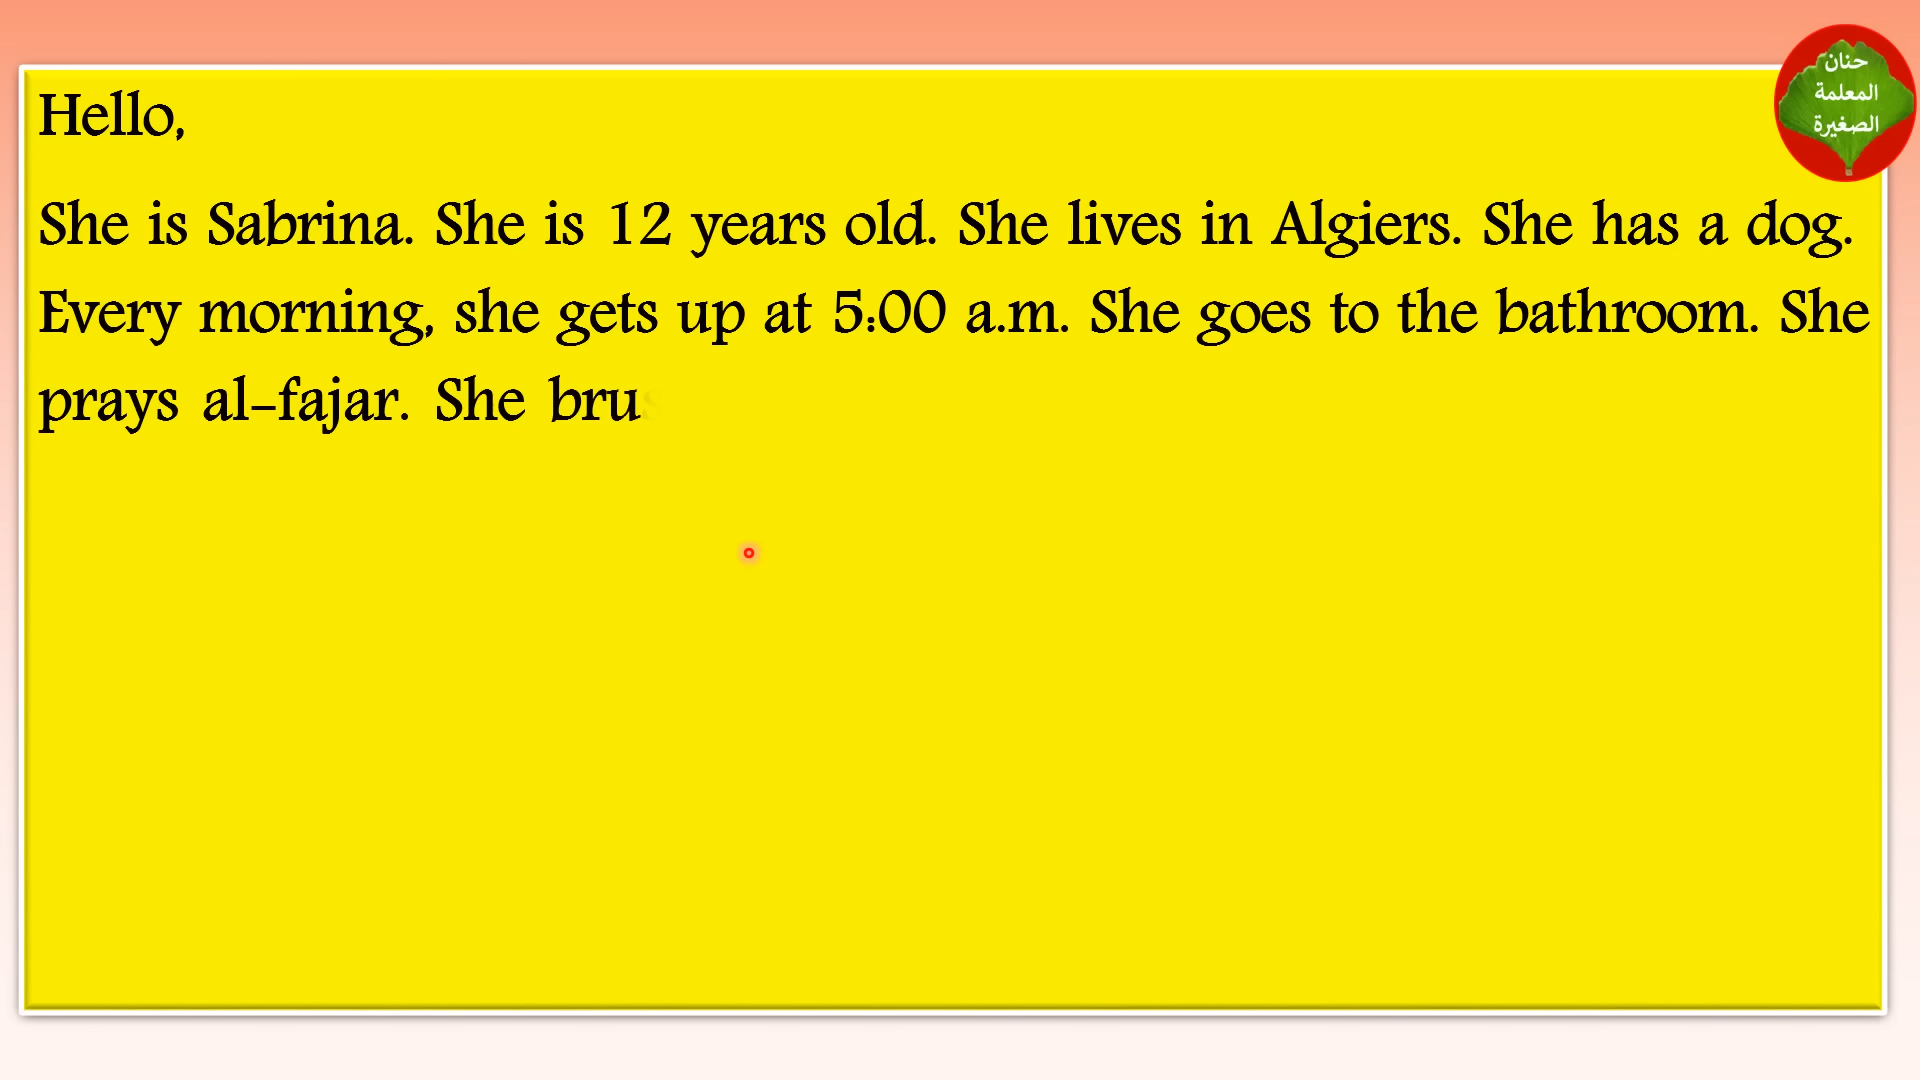 حنان
المعلمة
الصغيرة
Hello,
She is Sabrina. She is 12 years old. She lives in Algiers. She has a dog.
Every morning, she gets up at 5:00 a.m. She goes to the bathroom. She
prays al-fajar. She bru